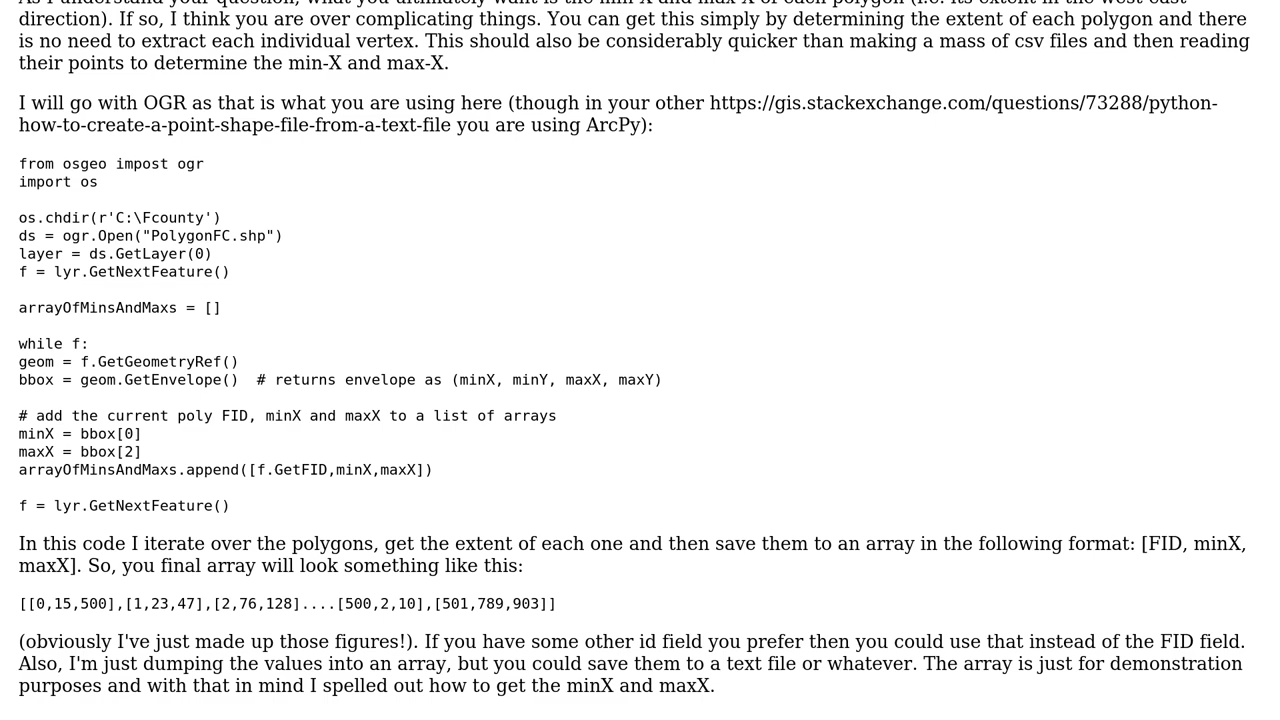 direction). If so, I think you are over complicating things. You can get this simply by determining the extent of each polygon and there
is no need to extract each individual vertex. This should also be considerably quicker than making a mass of csv files and then reading
their points to determine the min-X and max-X.
I will go with OGR as that is what you are using here (though in your other https://gis.stackexchange.com/questions/73288/python-
how-to-create-a-point-shape-file-from-a-text-file you are using ArcPy):
from osgeo impost ogr
import os
os.chdir(r'C:\Fcounty')
ds = ogr.Open("PolygonFC.shp")
layer = ds.GetLayer(0)
f = lyr.GetNextFeature()
arrayOfMinsAndMaxs = []
while f:
geom = f.GetGeometryRef()
bbox = geom.GetEnvelope()  # returns envelope as (minX, minY, maxX, maxY)
# add the current poly FID, minX and maxX to a list of arrays
minX = bbox[0]
maxX = bbox[2]
arrayOfMinsAndMaxs.append([f.GetFID,minX,maxX])
f = lyr.GetNextFeature()
In this code I iterate over the polygons, get the extent of each one and then save them to an array in the following format: [FID, minX,
maxX]. So, you final array will look something like this:
[[0,15,500],[1,23,47],[2,76,128]....[500,2,10],[501,789,903]]
(obviously I've just made up those figures!). If you have some other id field you prefer then you could use that instead of the FID field.
Also, I'm just dumping the values into an array, but you could save them to a text file or whatever. The array is just for demonstration
purposes and with that in mind I spelled out how to get the minX and maxX.